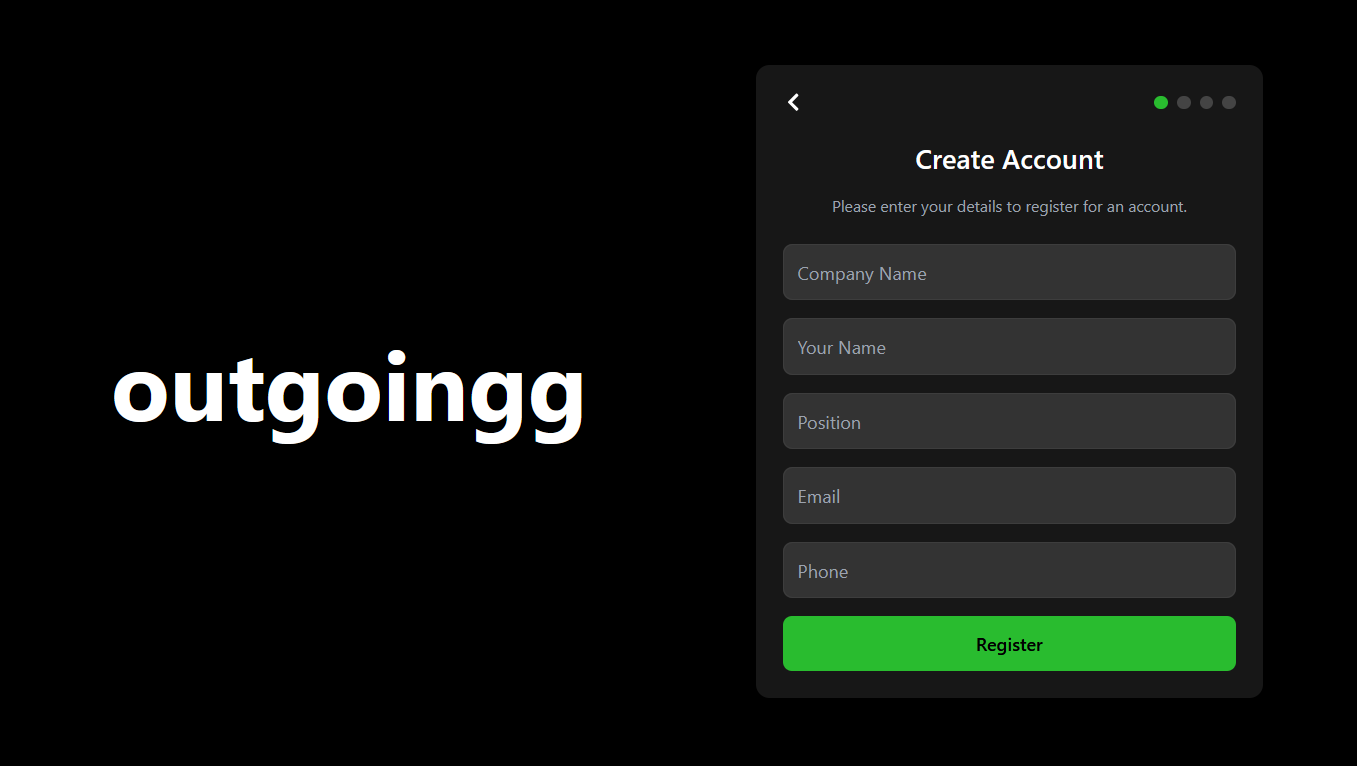 outgoingg
Create Account
Please enter your details to register for an account.
Company Name
Your Name
Position
Email
Phone
Register